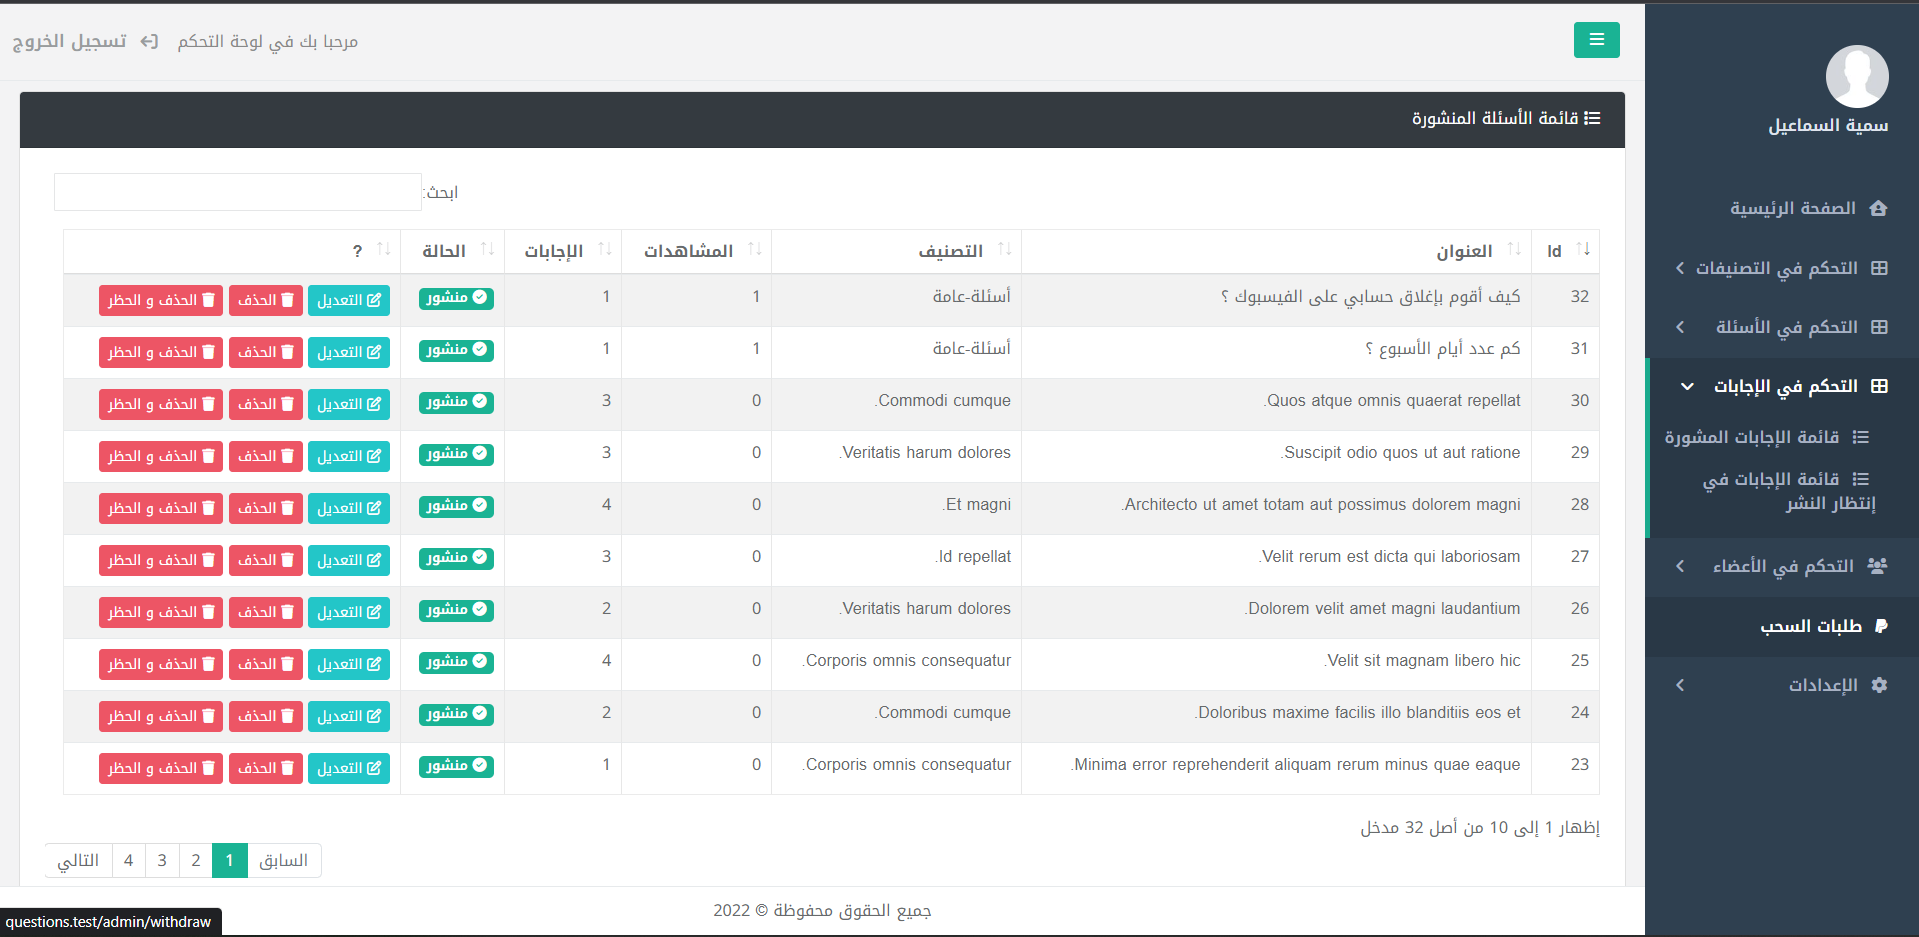 مرحبا بك في لوحة التحكم
تسجيل الخروج
سمية السماعيل
الصفحة الرئيسية
التحكم في التصنيفات
التحكم في الأسئلة
التحكم في الإجابات
قائمة الإجابات المشورة
قائمة الإجابات في
إنتظار النشر
التحكم في الأعضاء
طلبات السحب
الإعدادات
قائمة الأسئلة المنشورة
ابحث:
Id العنوان التصنيف المشاهدات الإجابات الحالة ?
32 كيف أقوم بإغلاق حسابي على الفيسبوك ؟ أسئلة-عامة 1 1 منشور التعديل الحذف الحذف و الحظر
31 كم عدد أيام الأسبوع ؟ أسئلة-عامة 1 1 منشور التعديل الحذف الحذف و الحظر
30 Quos atque omnis quaerat repellat. Commodi cumque. 0 3 منشور التعديل الحذف الحذف و الحظر
29 Suscipit odio quos ut aut ratione. Veritatis harum dolores. 0 3 منشور التعديل الحذف الحذف و الحظر
28 Architecto ut amet totam aut possimus dolorem magni. Et magni. 0 4 منشور التعديل الحذف الحذف و الحظر
27 Velit rerum est dicta qui laboriosam. Id repellat. 0 3 منشور التعديل الحذف الحذف و الحظر
26 Dolorem velit amet magni laudantium. Veritatis harum dolores. 0 2 منشور التعديل الحذف الحذف و الحظر
25 Velit sit magnam libero hic. Corporis omnis consequatur. 0 4 منشور التعديل الحذف الحذف و الحظر
24 Doloribus maxime facilis illo blanditiis eos et. Commodi cumque. 0 2 منشور التعديل الحذف الحذف و الحظر
23 Minima error reprehenderit aliquam rerum minus quae eaque. Corporis omnis consequatur. 0 1 منشور التعديل الحذف الحذف و الحظر
إظهار 1 إلى 10 من أصل 32 مدخل
السابق 1 2 3 4 التالي
جميع الحقوق محفوظة © 2022
questions.test/admin/withdraw